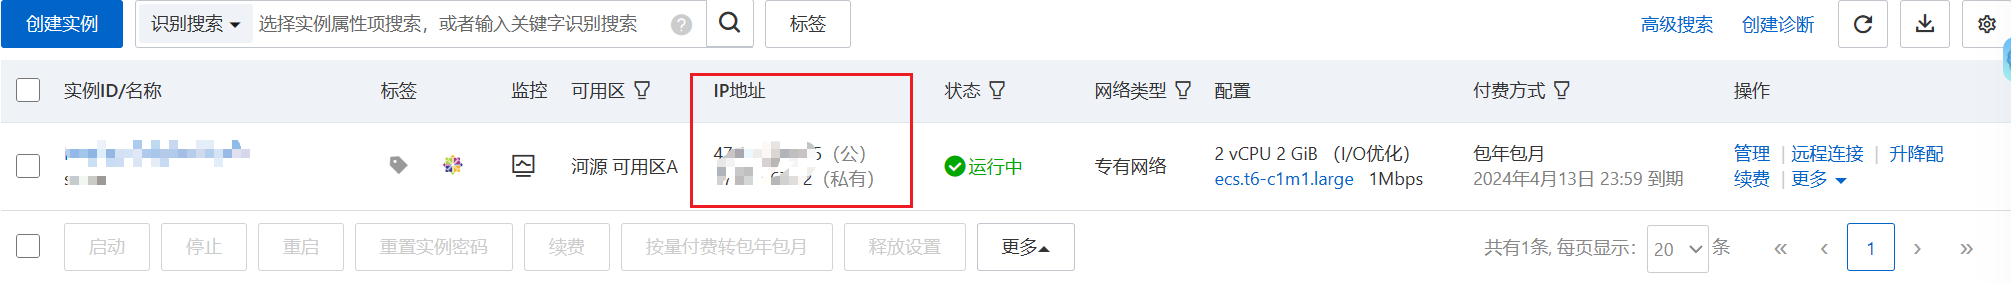 创建实例 识别搜索 选择实例属性项搜索，或者输入关键字识别搜索 ? 标签 高级搜索 创建诊断
实例ID/名称 标签 监控 可用区 IP地址 状态 网络类型 配置 付费方式 操作
河源 可用区A 运行中 专有网络
（公） 2 vCPU 2 GiB （I/O优化） 包年包月 管理 | 远程连接 | 升降配
（私有） ecs.t6-c1m1.large 1Mbps 2024年4月13日 23:59 到期 续费 | 更多
启动 停止 重启 重置实例密码 续费 按量付费转包年包月 释放设置 更多 共有1条, 每页显示： 20 条 « ‹ 1 › »